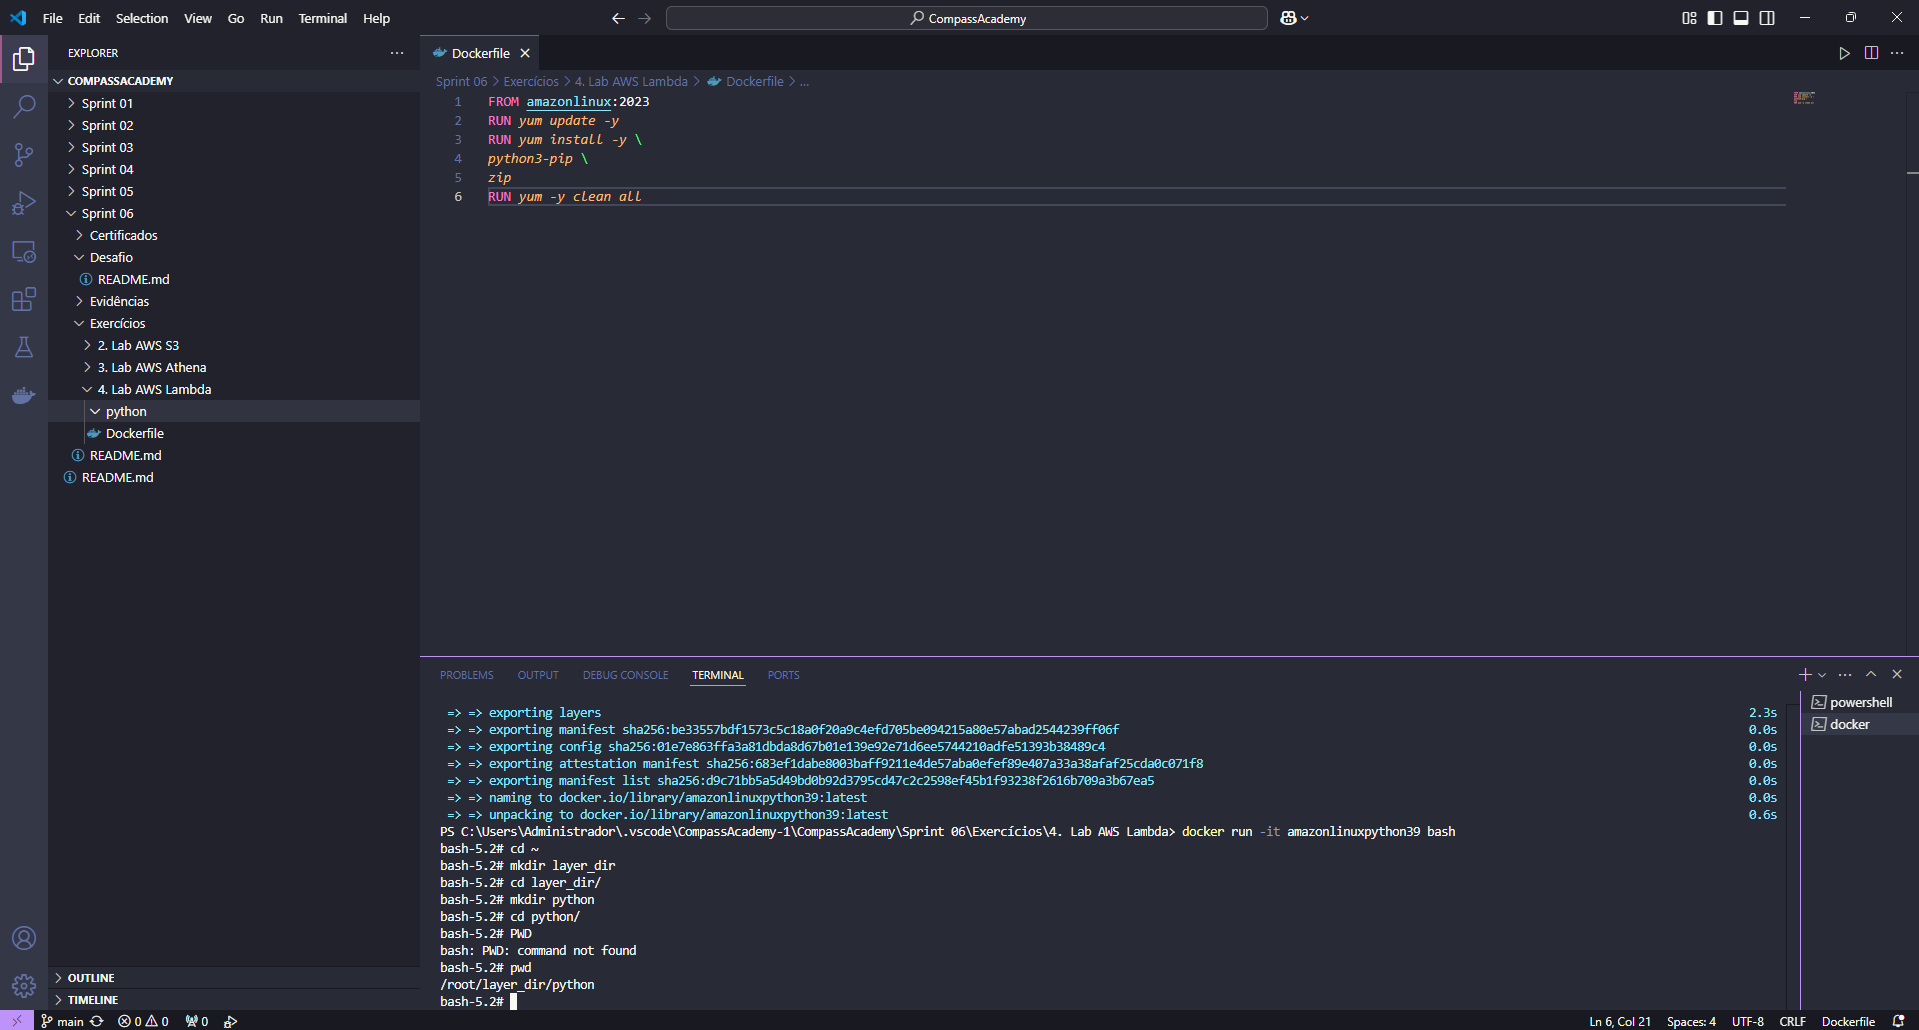 File Edit Selection View Go Run Terminal Help
CompassAcademy
EXPLORER
COMPASSACADEMY
Sprint 01
Sprint 02
Sprint 03
Sprint 04
Sprint 05
Sprint 06
Certificados
Desafio
README.md
Evidências
Exercícios
2. Lab AWS S3
3. Lab AWS Athena
4. Lab AWS Lambda
python
Dockerfile
README.md
README.md
OUTLINE
TIMELINE
Dockerfile
Sprint 06 > Exercícios > 4. Lab AWS Lambda > Dockerfile > ...
1 FROM amazonlinux:2023
2 RUN yum update -y
3 RUN yum install -y \
4 python3-pip \
5 zip
6 RUN yum -y clean all
PROBLEMS OUTPUT DEBUG CONSOLE TERMINAL PORTS
=> => exporting layers 2.3s
=> => exporting manifest sha256:be33557bdf1573c5c18a0f20a9c4efd705be094215a80e57abad2544239ff06f 0.0s
=> => exporting config sha256:01e7e863ffa3a81dbda8d67b01e139e92e71d6ee5744210adfe51393b38489c4 0.0s
=> => exporting attestation manifest sha256:683ef1dabe8003baff9211e4de57aba0efef89e407a33a38afaf25cda0c071f8 0.0s
=> => exporting manifest list sha256:d9c71bb5a5d49bd0b92d3795cd47c2c2598ef45b1f93238f2616b709a3b67ea5 0.0s
=> => naming to docker.io/library/amazonlinuxpython39:latest 0.0s
=> => unpacking to docker.io/library/amazonlinuxpython39:latest 0.6s
PS C:\Users\Administrador\.vscode\CompassAcademy-1\CompassAcademy\Sprint 06\Exercícios\4. Lab AWS Lambda> docker run -it amazonlinuxpython39 bash
bash-5.2# cd ~
bash-5.2# mkdir layer_dir
bash-5.2# cd layer_dir/
bash-5.2# mkdir python
bash-5.2# cd python/
bash-5.2# PWD
bash: PWD: command not found
bash-5.2# pwd
/root/layer_dir/python
bash-5.2#
powershell
docker
main 0 0 0
Ln 6, Col 21 Spaces: 4 UTF-8 CRLF Dockerfile